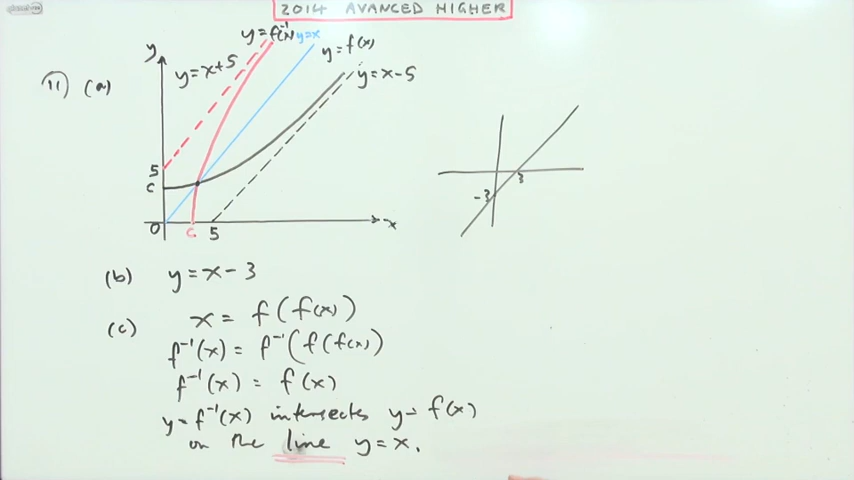 2014 AVANCED HIGHER
11) (a)
y
y=x+5
y=f⁻¹(x)
y=x
y=f(x)
y=x-5
5
c
0
c
5
x
3
-3
(b) y=x-3
(c) x = f(f(x))
f⁻¹(x) = f⁻¹(f(f(x))
f⁻¹(x) = f(x)
y=f⁻¹(x) intersects y=f(x)
on the line y=x.